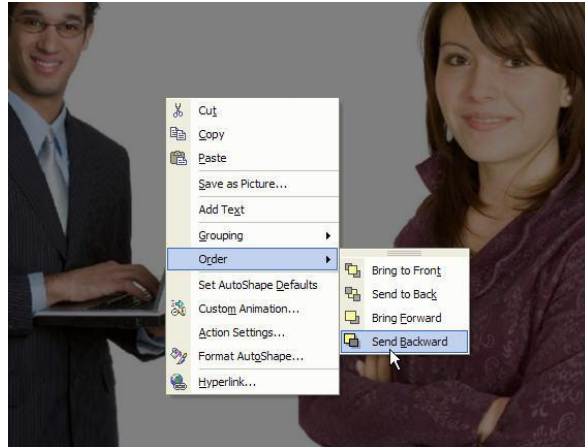 Cut
Copy
Paste
Save as Picture...
Add Text
Grouping
Order
Set AutoShape Defaults
Custom Animation...
Action Settings...
Format AutoShape...
Hyperlink...
Bring to Front
Send to Back
Bring Forward
Send Backward